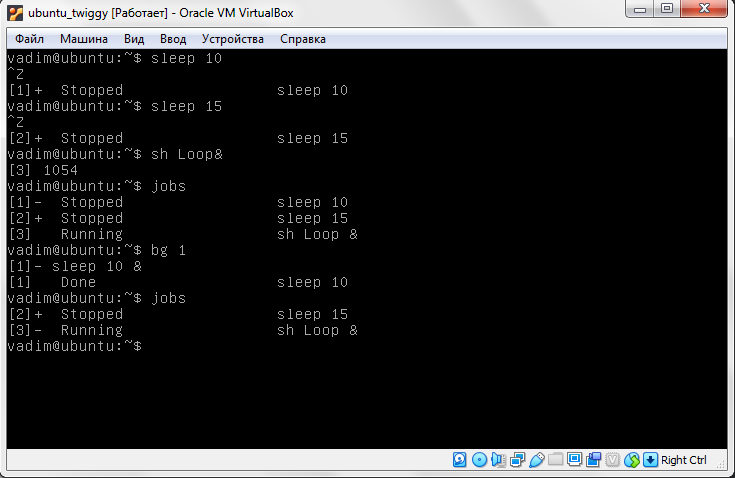 ubuntu_twiggy [Работает] - Oracle VM VirtualBox
Файл Машина Вид Ввод Устройства Справка
vadim@ubuntu:~$ sleep 10
^Z
[1]+  Stopped                 sleep 10
vadim@ubuntu:~$ sleep 15
^Z
[2]+  Stopped                 sleep 15
vadim@ubuntu:~$ sh Loop&
[3] 1054
vadim@ubuntu:~$ jobs
[1]-  Stopped                 sleep 10
[2]+  Stopped                 sleep 15
[3]   Running                 sh Loop &
vadim@ubuntu:~$ bg 1
[1]- sleep 10 &
[1]   Done                    sleep 10
vadim@ubuntu:~$ jobs
[2]+  Stopped                 sleep 15
[3]-  Running                 sh Loop &
vadim@ubuntu:~$
Right Ctrl